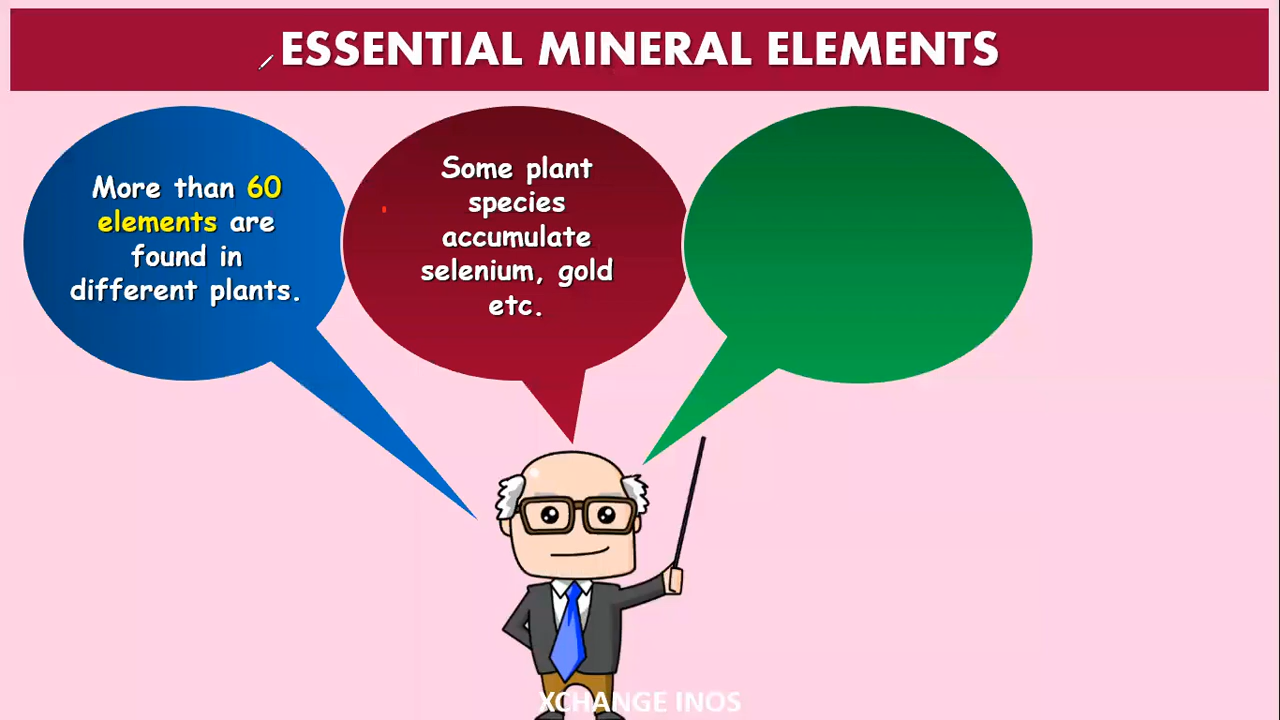 ESSENTIAL MINERAL ELEMENTS
More than 60
elements are
found in
different plants.
Some plant
species
accumulate
selenium, gold
etc.
XCHANGE INOS